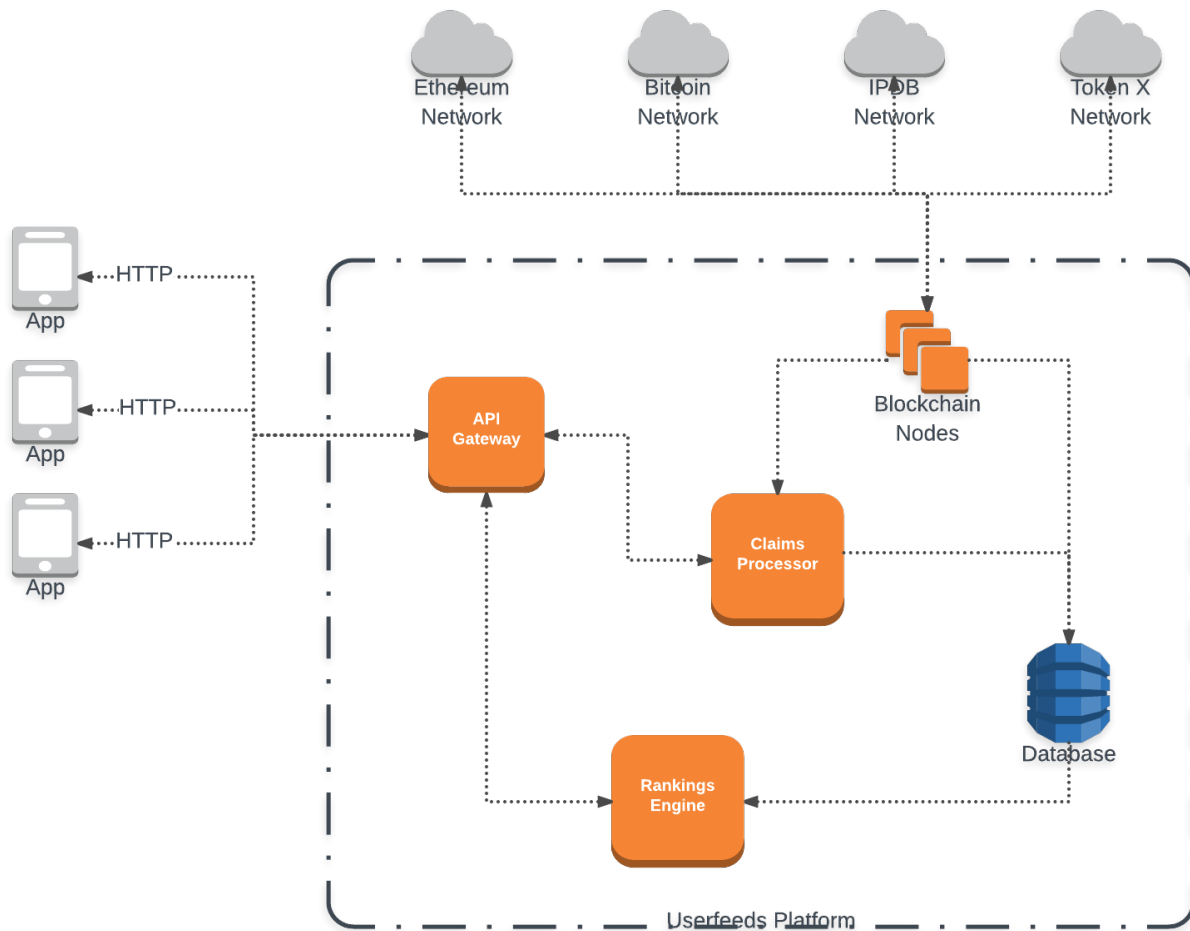 Ethereum
Network
Bitcoin
Network
IPDB
Network
Token X
Network
HTTP
App
HTTP
App
HTTP
App
API
Gateway
Blockchain
Nodes
Claims
Processor
Database
Rankings
Engine
Userfeeds Platform